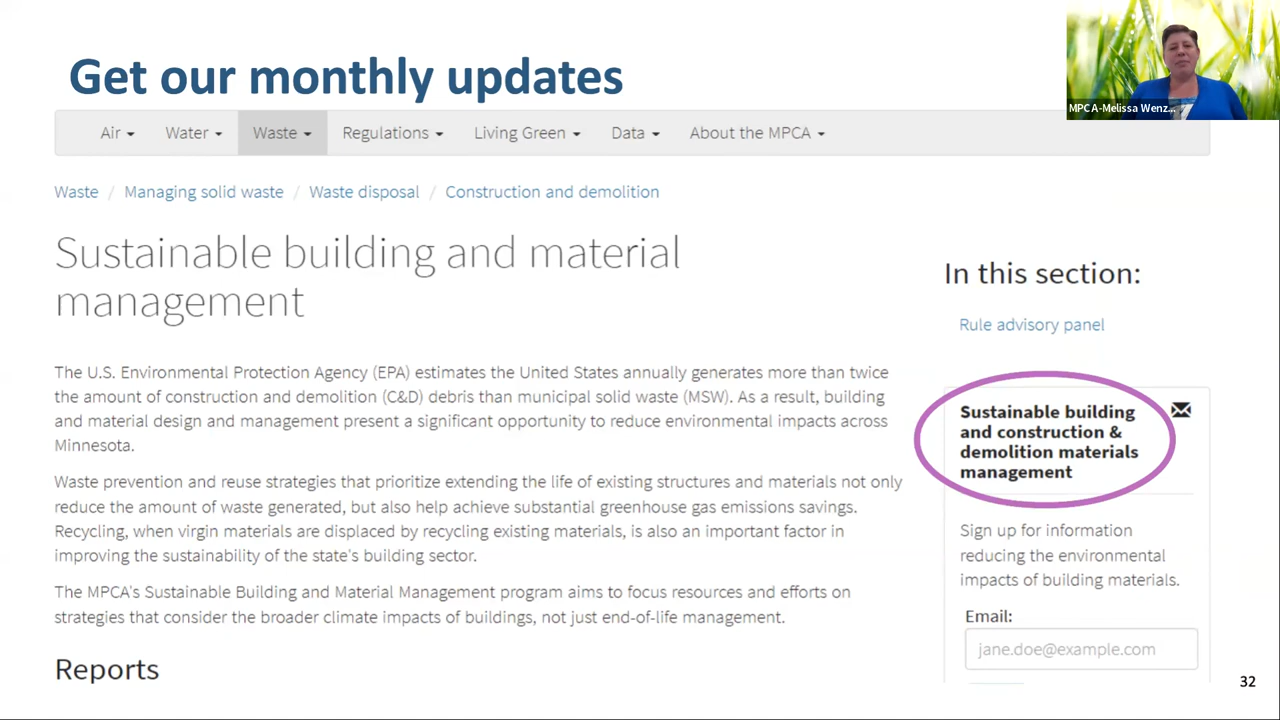 Get our monthly updates
MPCA-Melissa Wenz...
Air Water Waste Regulations Living Green Data About the MPCA
Waste / Managing solid waste / Waste disposal / Construction and demolition
Sustainable building and material
management
The U.S. Environmental Protection Agency (EPA) estimates the United States annually generates more than twice
the amount of construction and demolition (C&D) debris than municipal solid waste (MSW). As a result, building
and material design and management present a significant opportunity to reduce environmental impacts across
Minnesota.
Waste prevention and reuse strategies that prioritize extending the life of existing structures and materials not only
reduce the amount of waste generated, but also help achieve substantial greenhouse gas emissions savings.
Recycling, when virgin materials are displaced by recycling existing materials, is also an important factor in
improving the sustainability of the state's building sector.
The MPCA's Sustainable Building and Material Management program aims to focus resources and efforts on
strategies that consider the broader climate impacts of buildings, not just end-of-life management.
Reports
In this section:
Rule advisory panel
Sustainable building
and construction &
demolition materials
management
Sign up for information
reducing the environmental
impacts of building materials.
Email:
jane.doe@example.com
32